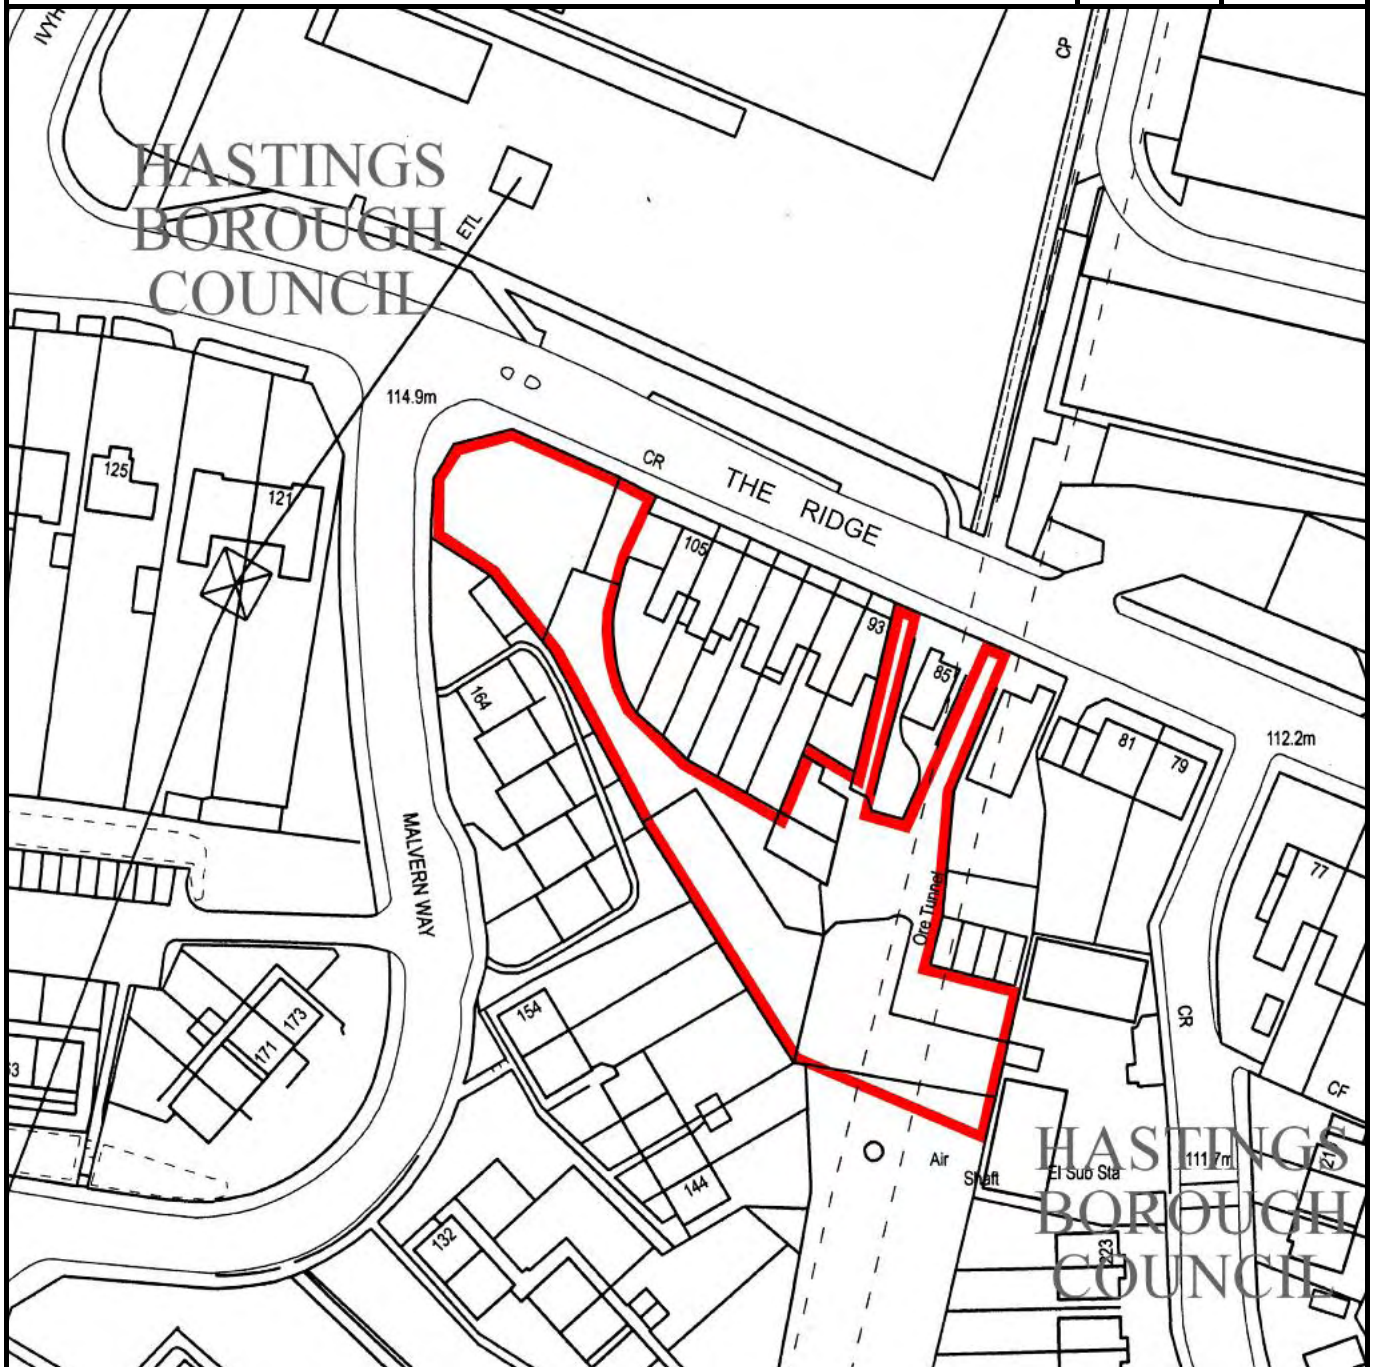 IVYH
CP
HASTINGS
BOROUGH
COUNCIL
ETL
114.9m
CR
THE RIDGE
125
121
105
93
85
164
81
79
112.2m
77
MALVERN WAY
Ore Tunnel
154
173
171
63
CR
CF
Air
Shaft
El Sub Sta
111.7m
21
HASTINGS
BOROUGH
COUNCIL
144
132
223